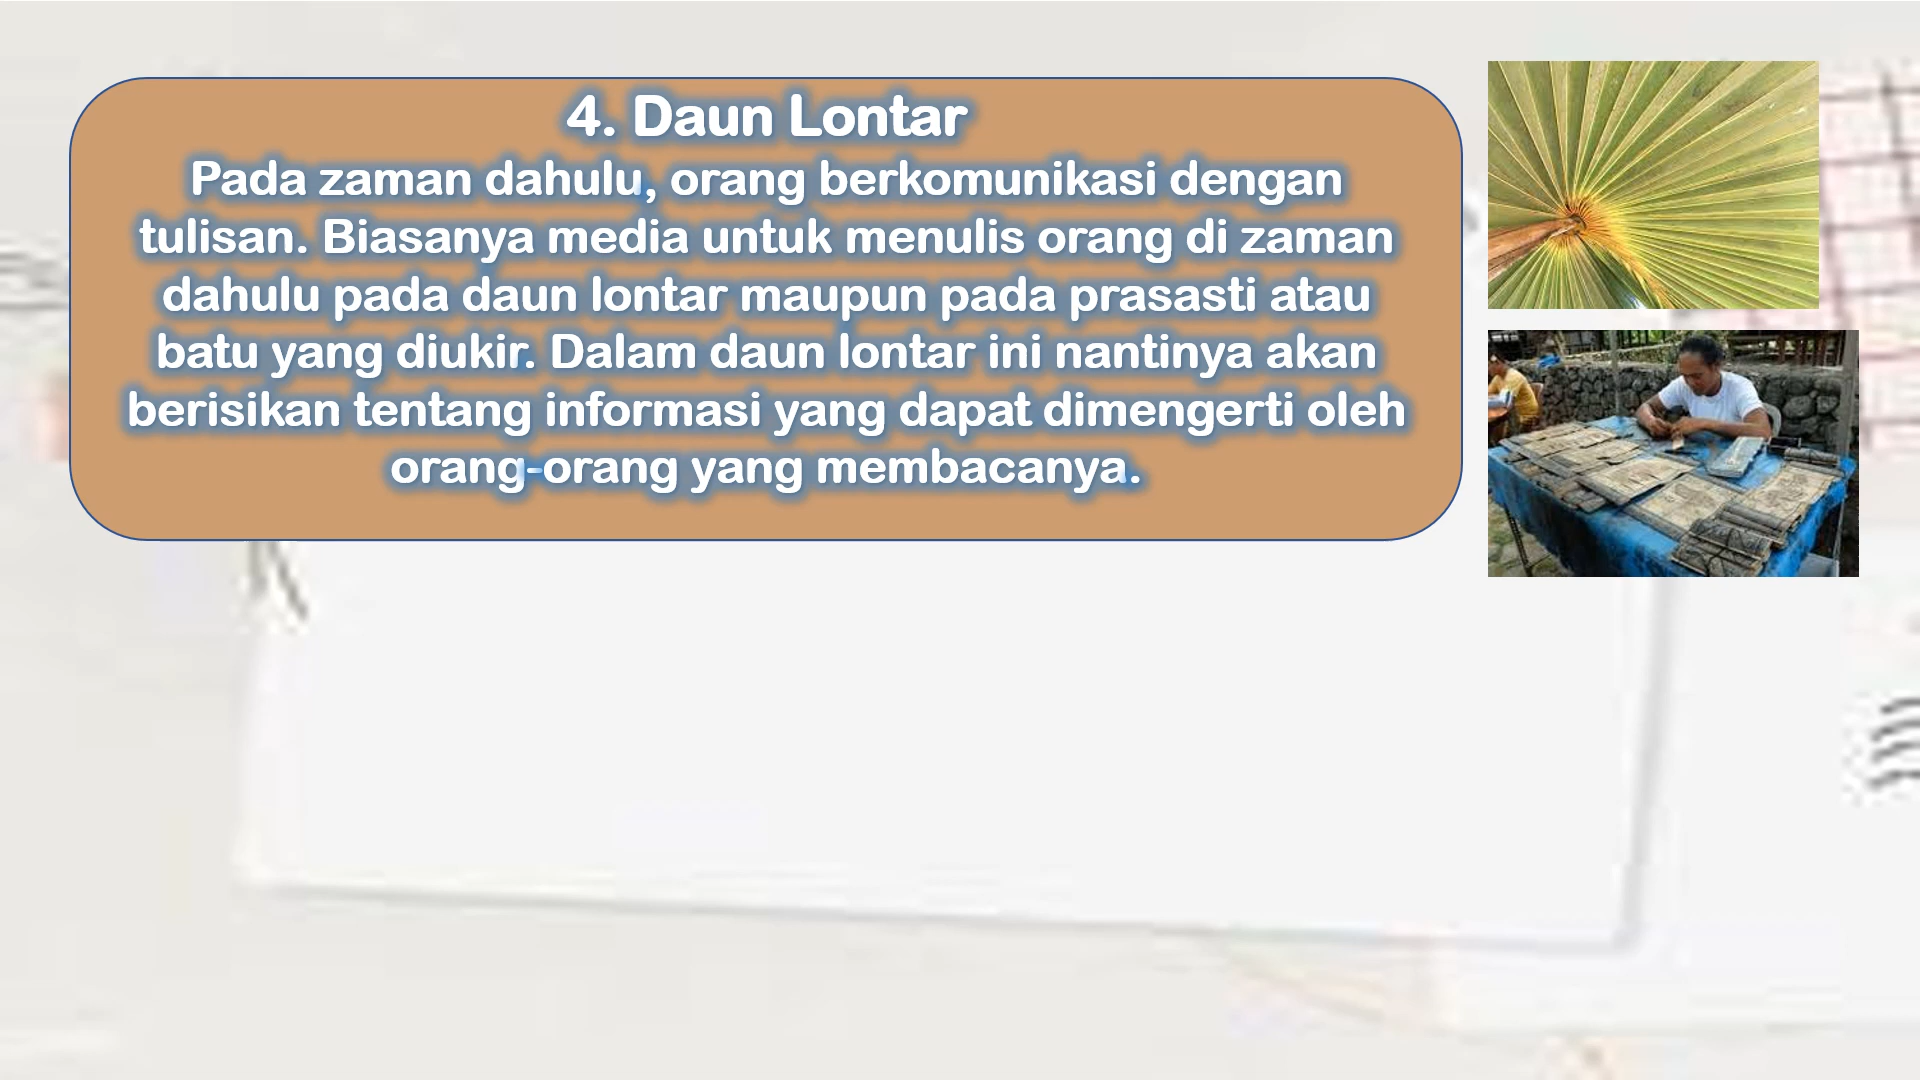 4. Daun Lontar
Pada zaman dahulu, orang berkomunikasi dengan
tulisan. Biasanya media untuk menulis orang di zaman
dahulu pada daun lontar maupun pada prasasti atau
batu yang diukir. Dalam daun lontar ini nantinya akan
berisikan tentang informasi yang dapat dimengerti oleh
orang-orang yang membacanya.